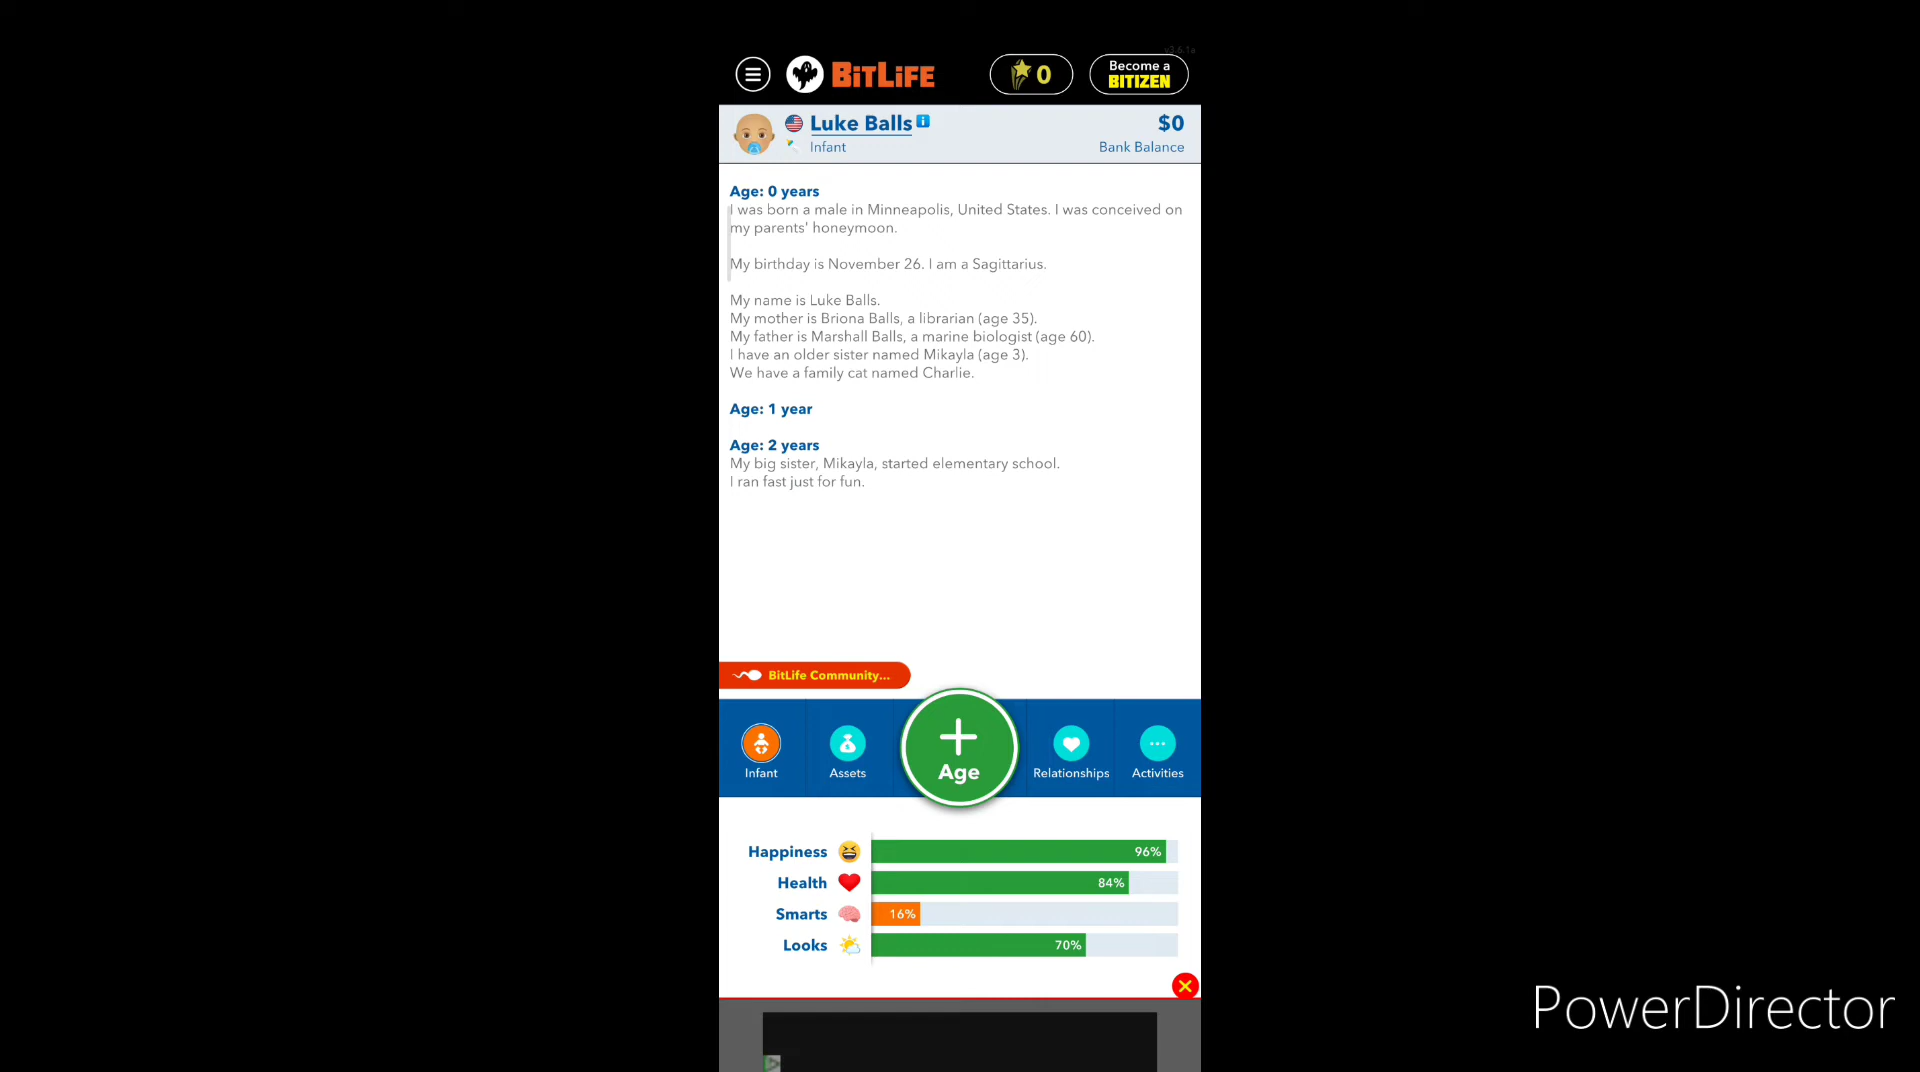 v3.6.1a
BitLife
0
Become a
BITIZEN
Luke Balls
$0
Infant
Bank Balance
Age: 0 years
I was born a male in Minneapolis, United States. I was conceived on
my parents' honeymoon.
My birthday is November 26. I am a Sagittarius.
My name is Luke Balls.
My mother is Briona Balls, a librarian (age 35).
My father is Marshall Balls, a marine biologist (age 60).
I have an older sister named Mikayla (age 3).
We have a family cat named Charlie.
Age: 1 year
Age: 2 years
My big sister, Mikayla, started elementary school.
I ran fast just for fun.
BitLife Community...
Infant
Assets
Age
Relationships
Activities
Happiness 96%
Health 84%
Smarts 16%
Looks 70%
PowerDirector